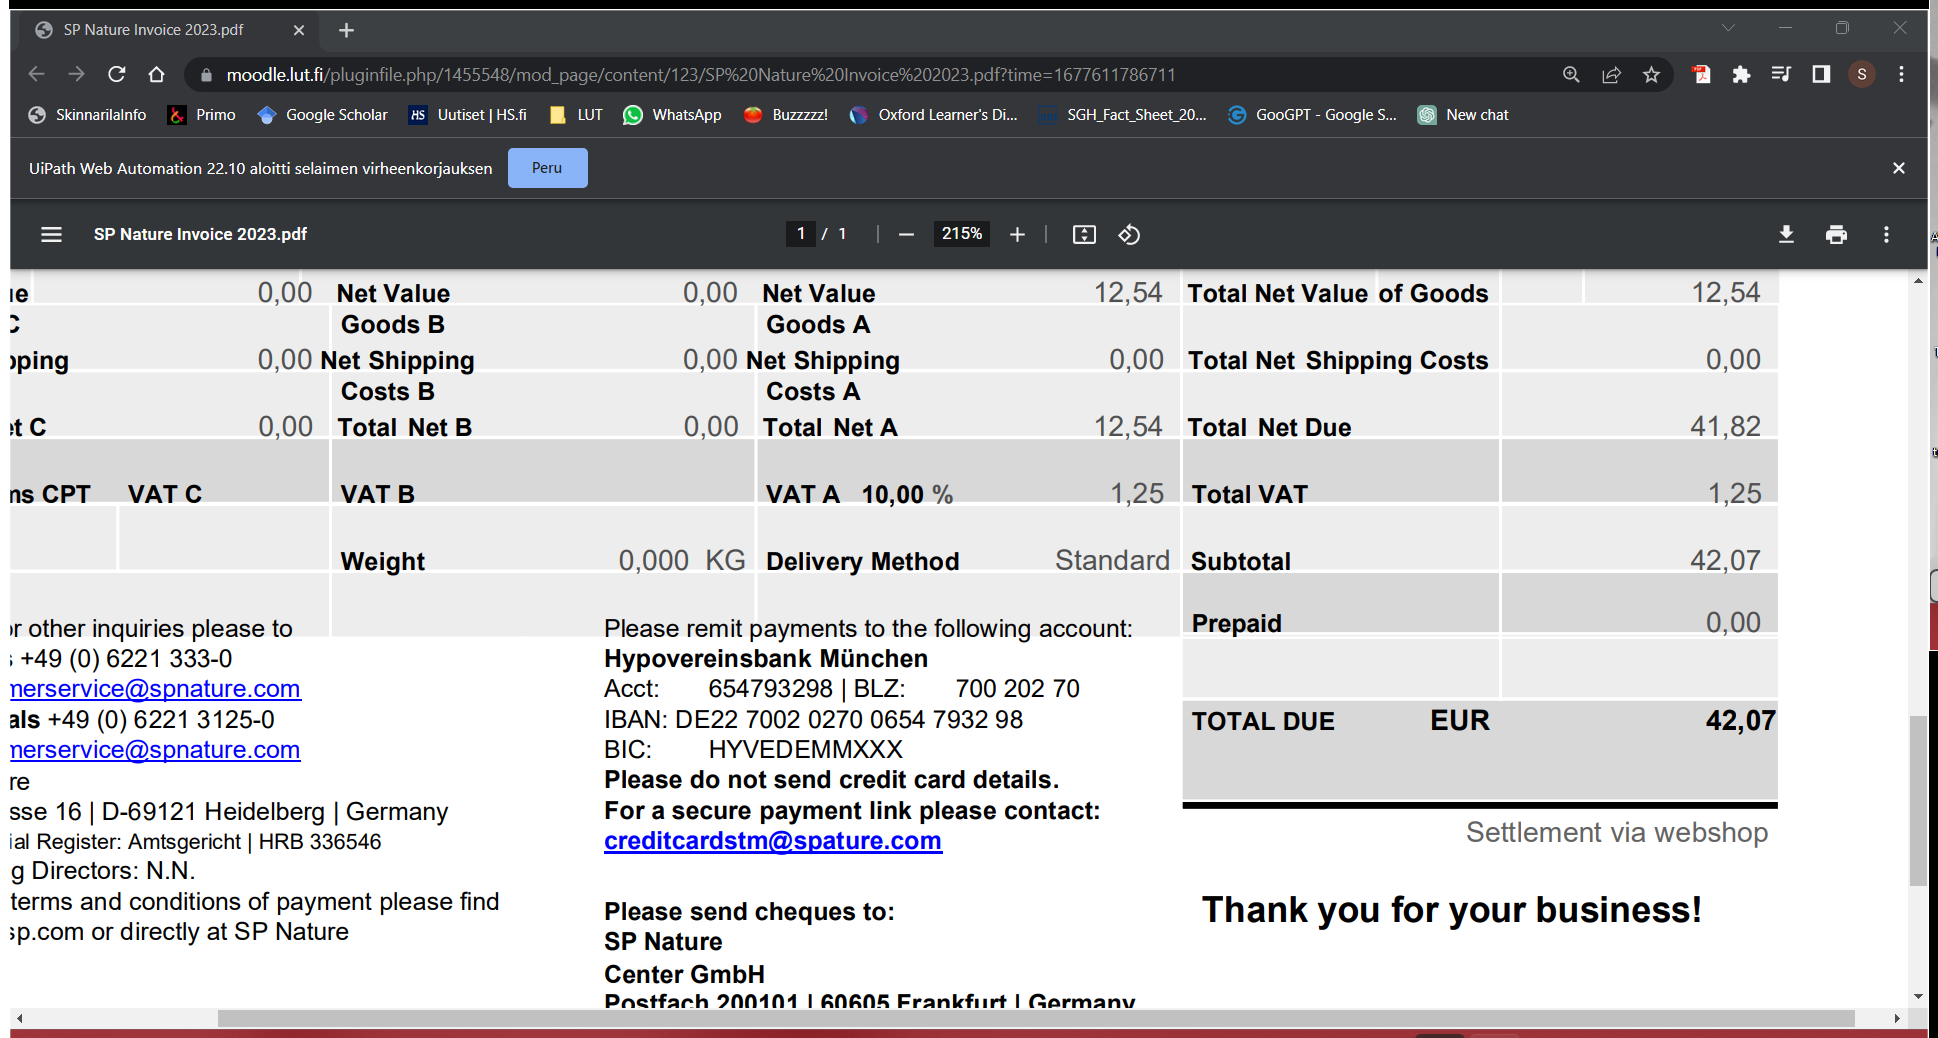 SP Nature Invoice 2023.pdf
moodle.lut.fi/pluginfile.php/1455548/mod_page/content/123/SP%20Nature%20Invoice%202023.pdf?time=1677611786711
S
SkinnariIaInfo Primo Google Scholar HS Uutiset | HS.fi LUT WhatsApp Buzzzzz! Oxford Learner's Di... SGH_Fact_Sheet_20... GooGPT - Google S... New chat
UiPath Web Automation 22.10 aloitti selaimen virheenkorjauksen Peru
SP Nature Invoice 2023.pdf 1 / 1 215%
0,00 Net Value 0,00 Net Value 12,54 Total Net Value of Goods 12,54
C Goods B Goods A
pping 0,00 Net Shipping 0,00 Net Shipping 0,00 Total Net Shipping Costs 0,00
Costs B Costs A
et C 0,00 Total Net B 0,00 Total Net A 12,54 Total Net Due 41,82
ms CPT VAT C VAT B VAT A 10,00 % 1,25 Total VAT 1,25
Weight 0,000 KG Delivery Method Standard Subtotal 42,07
Prepaid 0,00
TOTAL DUE EUR 42,07
Settlement via webshop
Thank you for your business!
or other inquiries please to
s +49 (0) 6221 333-0
merservice@spnature.com
als +49 (0) 6221 3125-0
merservice@spnature.com
re
sse 16 | D-69121 Heidelberg | Germany
ial Register: Amtsgericht | HRB 336546
g Directors: N.N.
terms and conditions of payment please find
sp.com or directly at SP Nature
Please remit payments to the following account:
Hypovereinsbank München
Acct: 654793298 | BLZ: 700 202 70
IBAN: DE22 7002 0270 0654 7932 98
BIC: HYVEDEMMXXX
Please do not send credit card details.
For a secure payment link please contact:
creditcardstm@spature.com
Please send cheques to:
SP Nature
Center GmbH
Postfach 200101 | 60605 Frankfurt | Germany